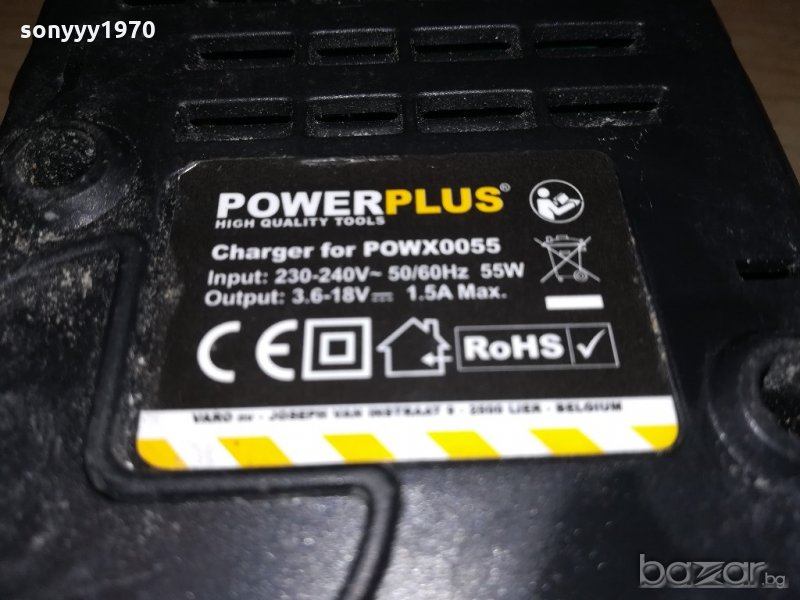 sonyyy1970
POWERPLUS®
HIGH QUALITY TOOLS
Charger for POWX0055
Input: 230-240V~ 50/60Hz 55W
Output: 3.6-18V⎓ 1.5A Max.
CE RoHS ✓
VARO nv - JOSEPH VAN INSTRAAT 9 - 2500 LIER - BELGIUM
bazar.bg